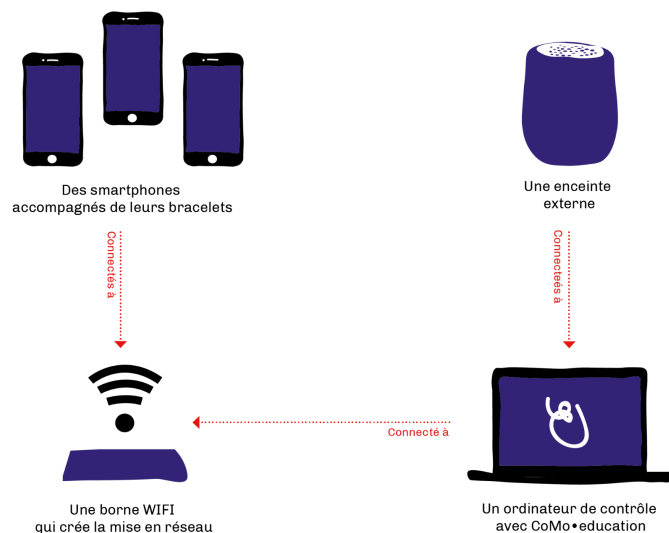 Des smartphones
accompagnés de leurs bracelets
Une enceinte
externe
Connectés à
Connecteés à
Connecté à
Une borne WIFI
qui crée la mise en réseau
Un ordinateur de contrôle
avec CoMo•education